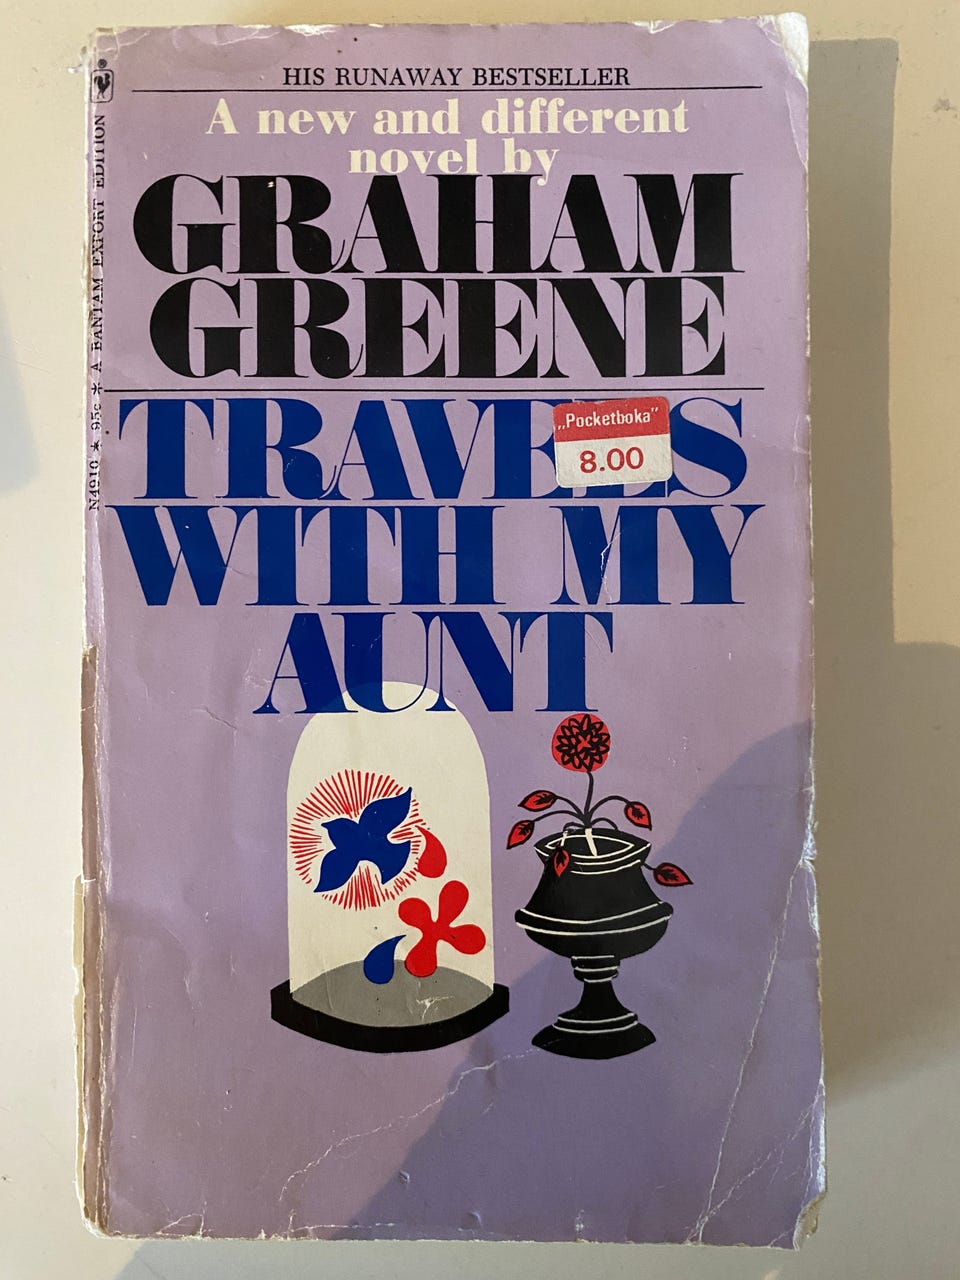 HIS RUNAWAY BESTSELLER
A new and different
novel by
GRAHAM
GREENE
TRAVELS
WITH MY
AUNT
„Pocketboka”
8.00
N4910 * 95c * A BANTAM EXPORT EDITION